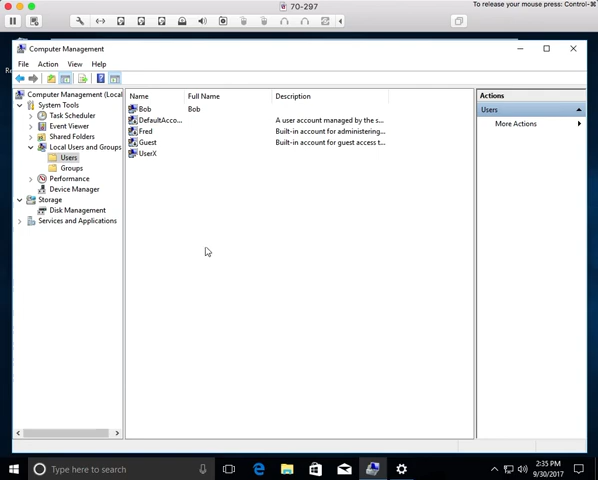 70-297
To release your mouse press: Control-⌘
Computer Management
File Action View Help
Computer Management (Local
System Tools
Task Scheduler
Event Viewer
Shared Folders
Local Users and Groups
Users
Groups
Performance
Device Manager
Storage
Disk Management
Services and Applications
Name Full Name Description
Bob Bob
DefaultAcco... A user account managed by the s...
Fred Built-in account for administering...
Guest Built-in account for guest access t...
UserX
Actions
Users
More Actions
Type here to search
2:35 PM
9/30/2017